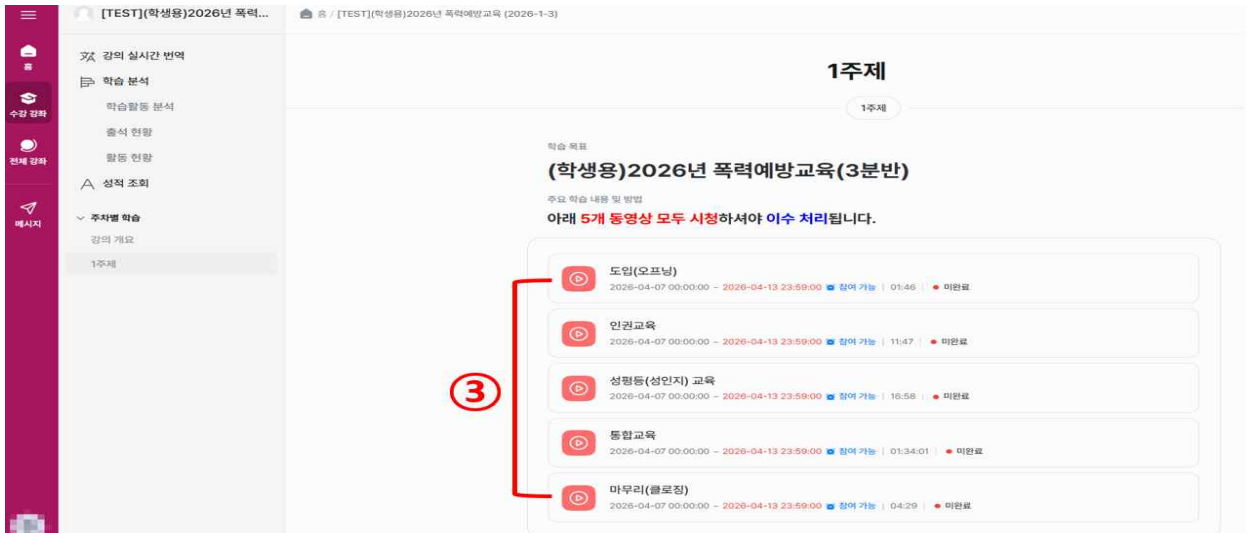 [TEST](학생용)2026년 폭력...
홈 / [TEST](학생용)2026년 폭력예방교육 (2026-1-3)
홈
수강 강좌
전체 강좌
메시지
강의 실시간 번역
학습 분석
학습활동 분석
출석 현황
활동 현황
성적 조회
주차별 학습
강의 개요
1주제
1주제
1주제
학습 목표
(학생용)2026년 폭력예방교육(3분반)
주요 학습 내용 및 방법
아래 5개 동영상 모두 시청하셔야 이수 처리됩니다.
③
도입(오프닝)
2026-04-07 00:00:00 ~ 2026-04-13 23:59:00 참여 가능 | 01:46 | 미완료
인권교육
2026-04-07 00:00:00 ~ 2026-04-13 23:59:00 참여 가능 | 11:47 | 미완료
성평등(성인지) 교육
2026-04-07 00:00:00 ~ 2026-04-13 23:59:00 참여 가능 | 16:58 | 미완료
통합교육
2026-04-07 00:00:00 ~ 2026-04-13 23:59:00 참여 가능 | 01:34:01 | 미완료
마무리(클로징)
2026-04-07 00:00:00 ~ 2026-04-13 23:59:00 참여 가능 | 04:29 | 미완료